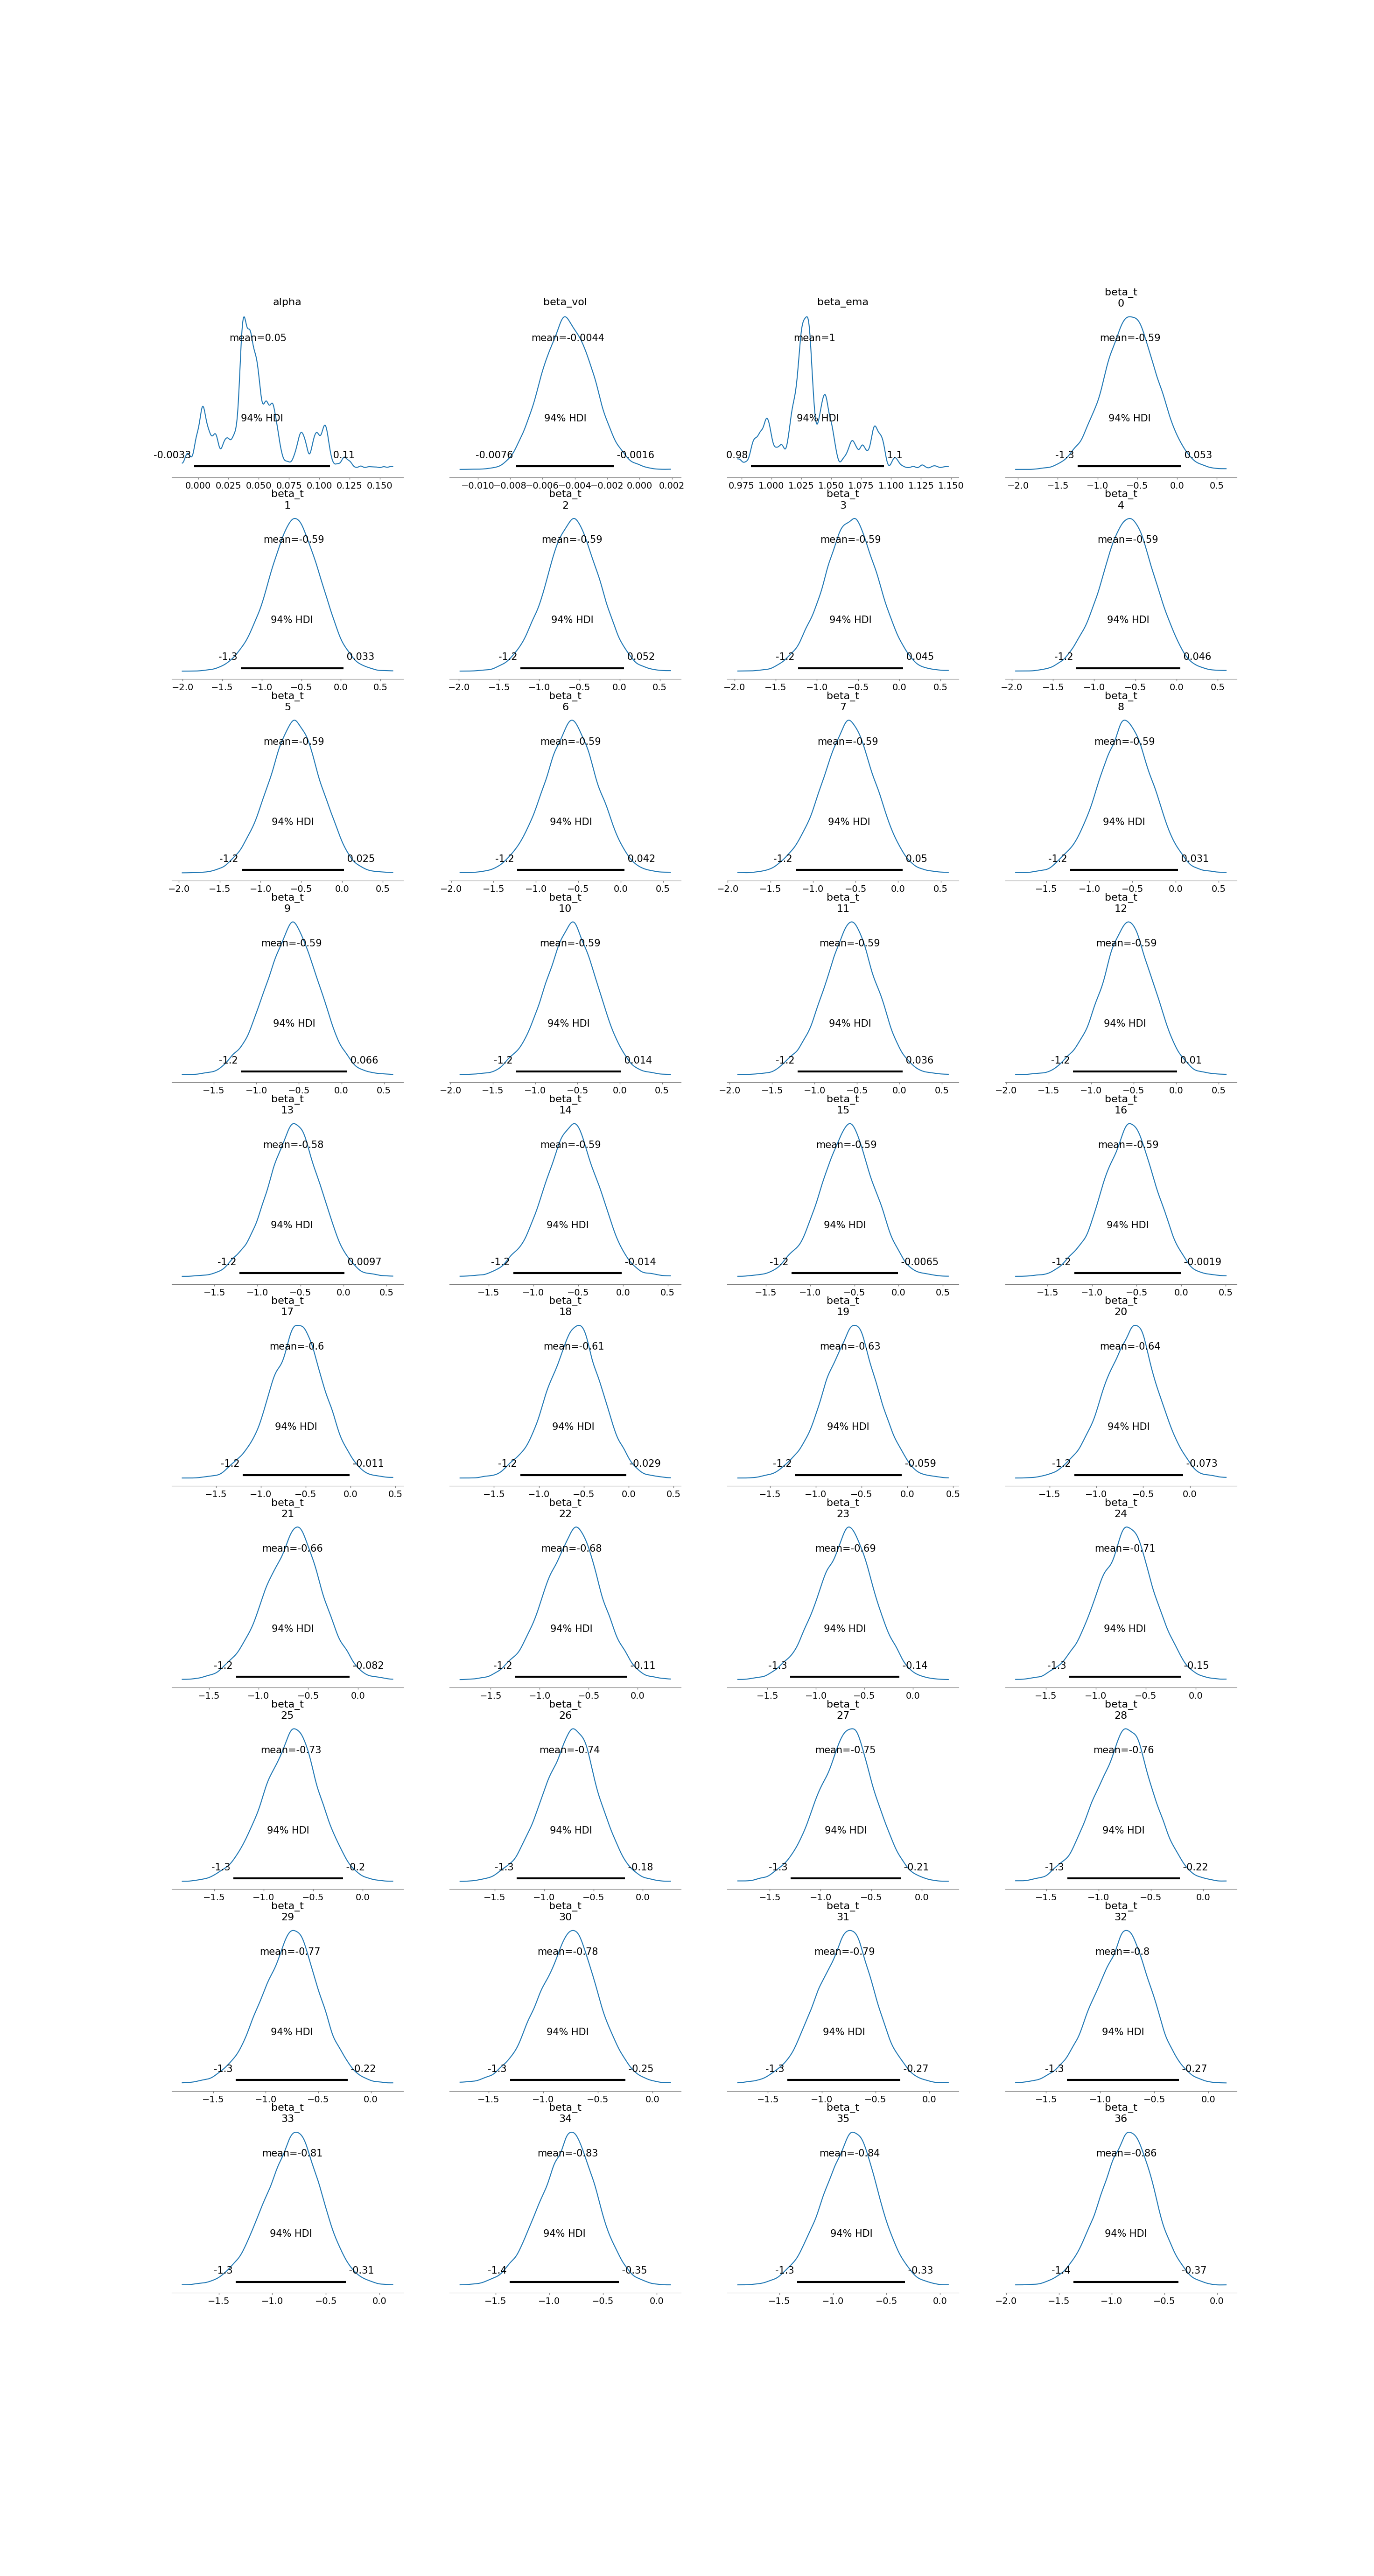 alpha
mean=0.05
94% HDI
-0.0033 0.11
0.000 0.025 0.050 0.075 0.100 0.125 0.150
beta_vol
mean=-0.0044
94% HDI
-0.0076 -0.0016
−0.010 −0.008 −0.006 −0.004 −0.002 0.000 0.002
beta_ema
mean=1
94% HDI
0.98 1.1
0.975 1.000 1.025 1.050 1.075 1.100 1.125 1.150
beta_t
0
mean=-0.59
94% HDI
-1.3 0.053
−2.0 −1.5 −1.0 −0.5 0.0 0.5
beta_t
1
mean=-0.59
94% HDI
-1.3 0.033
−2.0 −1.5 −1.0 −0.5 0.0 0.5
beta_t
2
mean=-0.59
94% HDI
-1.2 0.052
−2.0 −1.5 −1.0 −0.5 0.0 0.5
beta_t
3
mean=-0.59
94% HDI
-1.2 0.045
−2.0 −1.5 −1.0 −0.5 0.0 0.5
beta_t
4
mean=-0.59
94% HDI
-1.2 0.046
−2.0 −1.5 −1.0 −0.5 0.0 0.5
beta_t
5
mean=-0.59
94% HDI
-1.2 0.025
−2.0 −1.5 −1.0 −0.5 0.0 0.5
beta_t
6
mean=-0.59
94% HDI
-1.2 0.042
−2.0 −1.5 −1.0 −0.5 0.0 0.5
beta_t
7
mean=-0.59
94% HDI
-1.2 0.05
−2.0 −1.5 −1.0 −0.5 0.0 0.5
beta_t
8
mean=-0.59
94% HDI
-1.2 0.031
−1.5 −1.0 −0.5 0.0 0.5
beta_t
9
mean=-0.59
94% HDI
-1.2 0.066
−1.5 −1.0 −0.5 0.0 0.5
beta_t
10
mean=-0.59
94% HDI
-1.2 0.014
−2.0 −1.5 −1.0 −0.5 0.0 0.5
beta_t
11
mean=-0.59
94% HDI
-1.2 0.036
−2.0 −1.5 −1.0 −0.5 0.0 0.5
beta_t
12
mean=-0.59
94% HDI
-1.2 0.01
−2.0 −1.5 −1.0 −0.5 0.0 0.5
beta_t
13
mean=-0.58
94% HDI
-1.2 0.0097
−1.5 −1.0 −0.5 0.0 0.5
beta_t
14
mean=-0.59
94% HDI
-1.2 -0.014
−1.5 −1.0 −0.5 0.0 0.5
beta_t
15
mean=-0.59
94% HDI
-1.2 -0.0065
−1.5 −1.0 −0.5 0.0 0.5
beta_t
16
mean=-0.59
94% HDI
-1.2 -0.0019
−1.5 −1.0 −0.5 0.0 0.5
beta_t
17
mean=-0.6
94% HDI
-1.2 -0.011
−1.5 −1.0 −0.5 0.0 0.5
beta_t
18
mean=-0.61
94% HDI
-1.2 -0.029
−1.5 −1.0 −0.5 0.0 0.5
beta_t
19
mean=-0.63
94% HDI
-1.2 -0.059
−1.5 −1.0 −0.5 0.0 0.5
beta_t
20
mean=-0.64
94% HDI
-1.2 -0.073
−1.5 −1.0 −0.5 0.0
beta_t
21
mean=-0.66
94% HDI
-1.2 -0.082
−1.5 −1.0 −0.5 0.0
beta_t
22
mean=-0.68
94% HDI
-1.2 -0.11
−1.5 −1.0 −0.5 0.0
beta_t
23
mean=-0.69
94% HDI
-1.3 -0.14
−1.5 −1.0 −0.5 0.0
beta_t
24
mean=-0.71
94% HDI
-1.3 -0.15
−1.5 −1.0 −0.5 0.0
beta_t
25
mean=-0.73
94% HDI
-1.3 -0.2
−1.5 −1.0 −0.5 0.0
beta_t
26
mean=-0.74
94% HDI
-1.3 -0.18
−1.5 −1.0 −0.5 0.0
beta_t
27
mean=-0.75
94% HDI
-1.3 -0.21
−1.5 −1.0 −0.5 0.0
beta_t
28
mean=-0.76
94% HDI
-1.3 -0.22
−1.5 −1.0 −0.5 0.0
beta_t
29
mean=-0.77
94% HDI
-1.3 -0.22
−1.5 −1.0 −0.5 0.0
beta_t
30
mean=-0.78
94% HDI
-1.3 -0.25
−1.5 −1.0 −0.5 0.0
beta_t
31
mean=-0.79
94% HDI
-1.3 -0.27
−1.5 −1.0 −0.5 0.0
beta_t
32
mean=-0.8
94% HDI
-1.3 -0.27
−1.5 −1.0 −0.5 0.0
beta_t
33
mean=-0.81
94% HDI
-1.3 -0.31
−1.5 −1.0 −0.5 0.0
beta_t
34
mean=-0.83
94% HDI
-1.4 -0.35
−1.5 −1.0 −0.5 0.0
beta_t
35
mean=-0.84
94% HDI
-1.3 -0.33
−1.5 −1.0 −0.5 0.0
beta_t
36
mean=-0.86
94% HDI
-1.4 -0.37
−2.0 −1.5 −1.0 −0.5 0.0